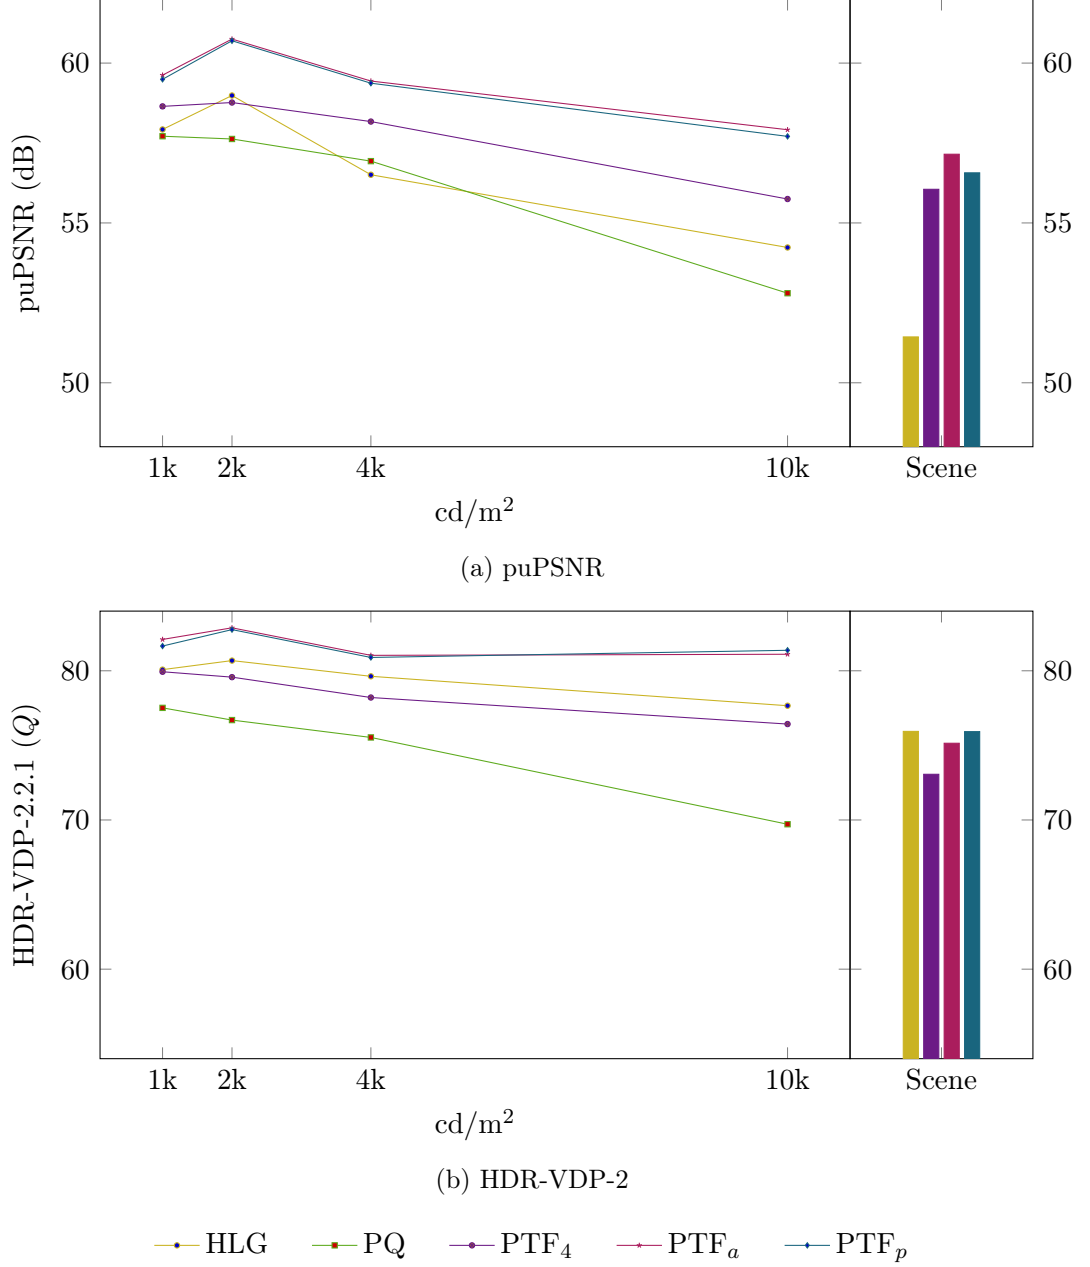 60
60
puPSNR (dB)
55
55
50
50
1k 2k 4k 10k Scene
cd/m²
(a) puPSNR
80
80
HDR-VDP-2.2.1 (Q)
70
70
60
60
1k 2k 4k 10k Scene
cd/m²
(b) HDR-VDP-2
HLG PQ PTF₄ PTFₐ PTFₚ